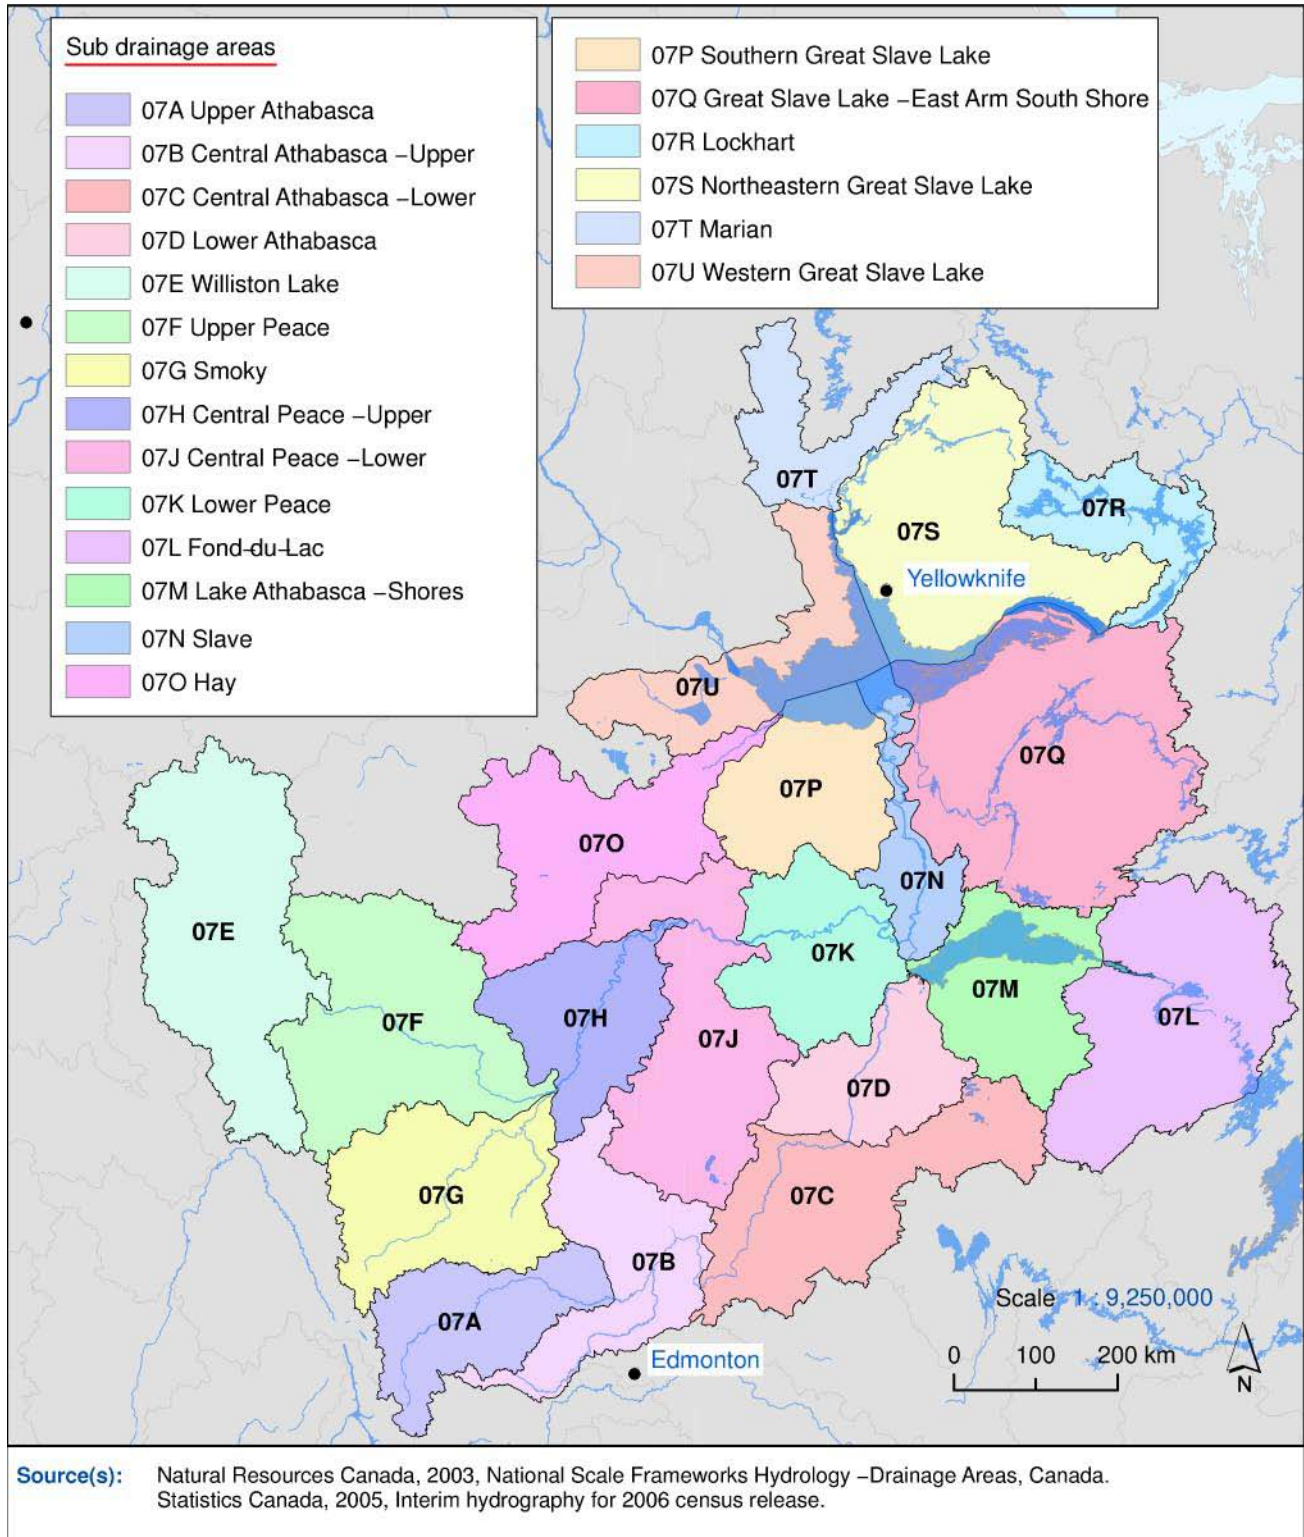 Sub drainage areas
07A Upper Athabasca
07B Central Athabasca –Upper
07C Central Athabasca –Lower
07D Lower Athabasca
07E Williston Lake
07F Upper Peace
07G Smoky
07H Central Peace –Upper
07J Central Peace –Lower
07K Lower Peace
07L Fond–du–Lac
07M Lake Athabasca –Shores
07N Slave
07O Hay
07P Southern Great Slave Lake
07Q Great Slave Lake –East Arm South Shore
07R Lockhart
07S Northeastern Great Slave Lake
07T Marian
07U Western Great Slave Lake
07T
07R
07S
Yellowknife
07U
07Q
07P
07O
07N
07E
07K
07M
07F
07H
07L
07J
07D
07G
07C
07B
07A
Scale 1 : 9,250,000
0 100 200 km
N
Edmonton
Source(s): Natural Resources Canada, 2003, National Scale Frameworks Hydrology –Drainage Areas, Canada.
Statistics Canada, 2005, Interim hydrography for 2006 census release.